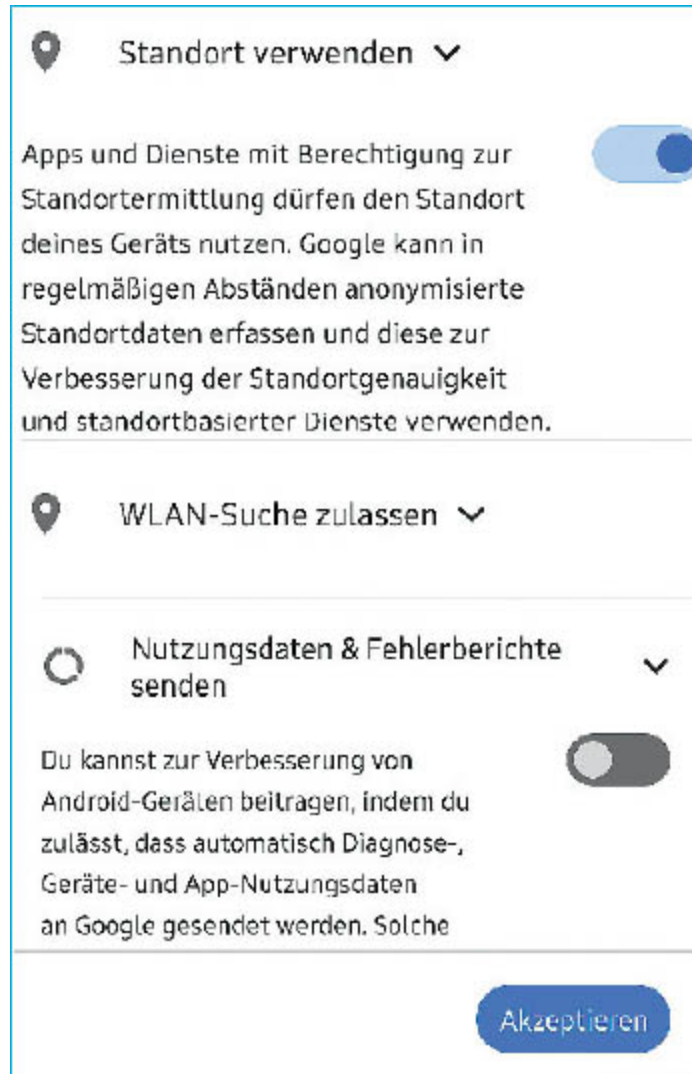 Standort verwenden
Apps und Dienste mit Berechtigung zur
Standortermittlung dürfen den Standort
deines Geräts nutzen. Google kann in
regelmäßigen Abständen anonymisierte
Standortdaten erfassen und diese zur
Verbesserung der Standortgenauigkeit
und standortbasierter Dienste verwenden.
WLAN-Suche zulassen
Nutzungsdaten & Fehlerberichte
senden
Du kannst zur Verbesserung von
Android-Geräten beitragen, indem du
zulässt, dass automatisch Diagnose-,
Geräte- und App-Nutzungsdaten
an Google gesendet werden. Solche
Akzeptieren